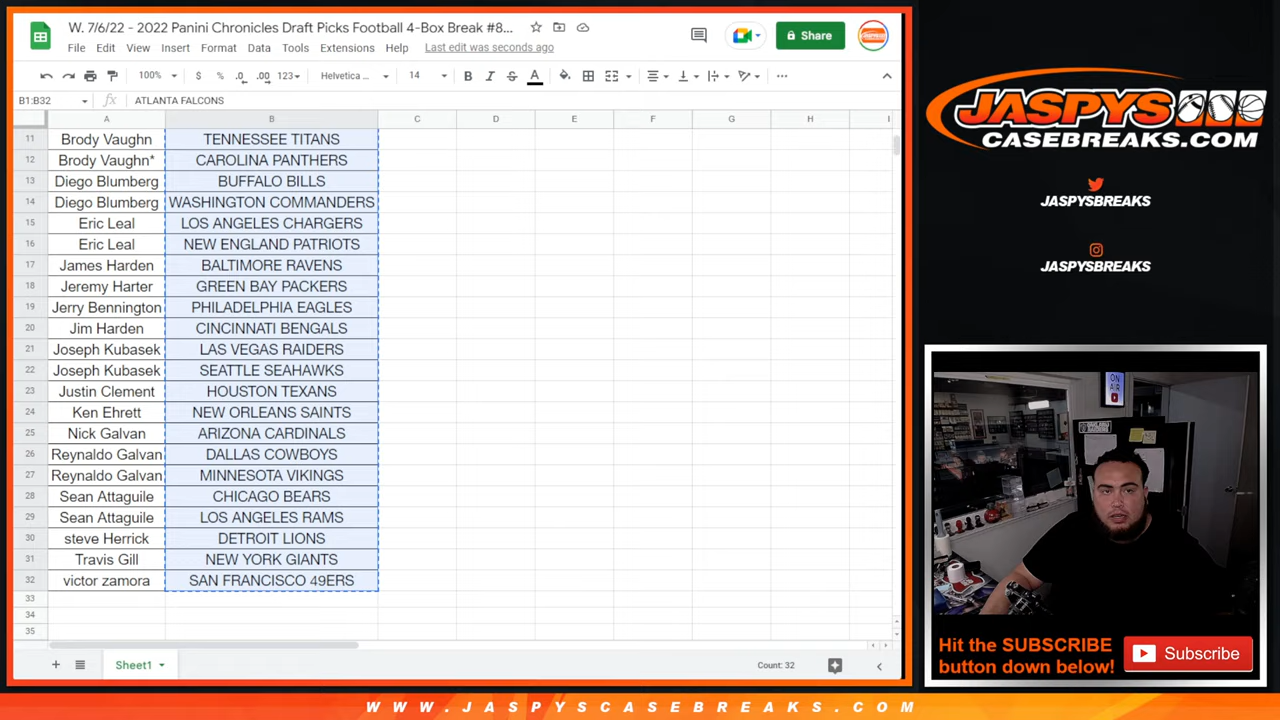 W. 7/6/22 - 2022 Panini Chronicles Draft Picks Football 4-Box Break #8...
File Edit View Insert Format Data Tools Extensions Help Last edit was seconds ago
Share
100% $ % .0 .00 123 Helvetica ... 14 B I S A
B1:B32 fx ATLANTA FALCONS
A B C D E F G H I
11 Brody Vaughn TENNESSEE TITANS
12 Brody Vaughn* CAROLINA PANTHERS
13 Diego Blumberg BUFFALO BILLS
14 Diego Blumberg WASHINGTON COMMANDERS
15 Eric Leal LOS ANGELES CHARGERS
16 Eric Leal NEW ENGLAND PATRIOTS
17 James Harden BALTIMORE RAVENS
18 Jeremy Harter GREEN BAY PACKERS
19 Jerry Bennington PHILADELPHIA EAGLES
20 Jim Harden CINCINNATI BENGALS
21 Joseph Kubasek LAS VEGAS RAIDERS
22 Joseph Kubasek SEATTLE SEAHAWKS
23 Justin Clement HOUSTON TEXANS
24 Ken Ehrett NEW ORLEANS SAINTS
25 Nick Galvan ARIZONA CARDINALS
26 Reynaldo Galvan DALLAS COWBOYS
27 Reynaldo Galvan MINNESOTA VIKINGS
28 Sean Attaguile CHICAGO BEARS
29 Sean Attaguile LOS ANGELES RAMS
30 steve Herrick DETROIT LIONS
31 Travis Gill NEW YORK GIANTS
32 victor zamora SAN FRANCISCO 49ERS
33
34
35
Sheet1 Count: 32
JASPYS
CASEBREAKS.COM
JASPYSBREAKS
JASPYSBREAKS
ON AIR
Hit the SUBSCRIBE
button down below!
Subscribe
WWW.JASPYSCASEBREAKS.COM